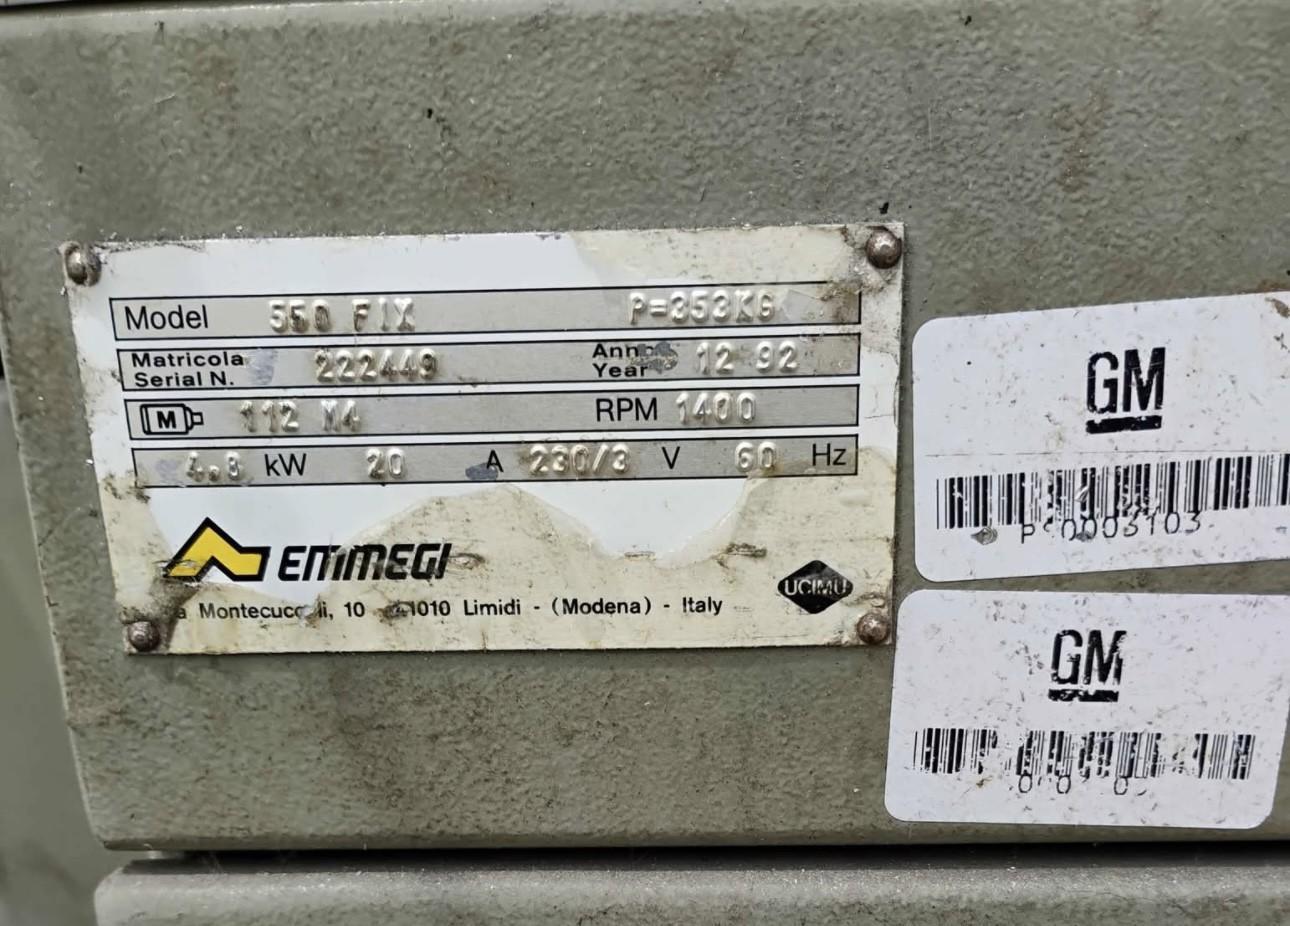 Model 550 FIX P=353KG
Matricola
Serial N. 222449
Anno
Year 12 92
M 112 M4 RPM 1400
4.8 kW 20 A 230/3 V 60 Hz
EMMEGI
10 Limidi - (Modena) - Italy
UCIMU
GM
GM